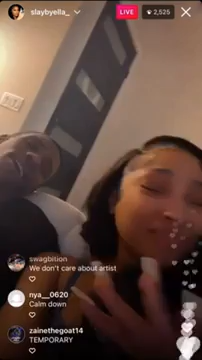 slaybyella_
LIVE
2,525
swagbition
We don't care about artist
nya__0620
Calm down
zainethegoat14
TEMPORARY